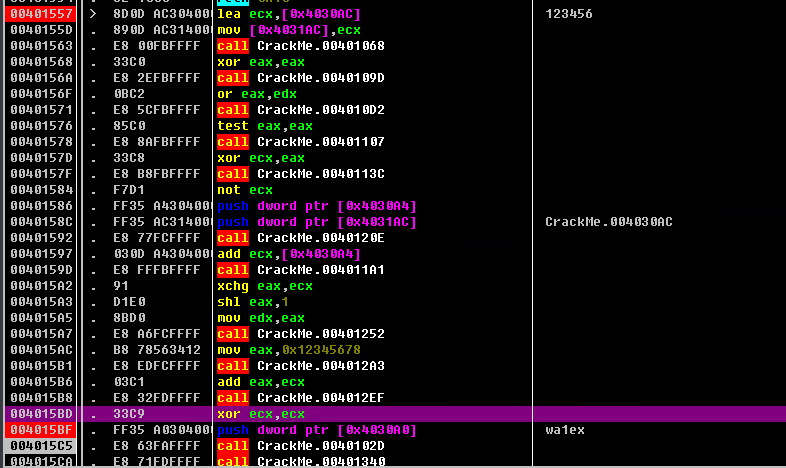 00401557 > 8D0D AC304000 lea ecx,[0x4030AC] 123456
0040155D . 890D AC314000 mov [0x4031AC],ecx
00401563 . E8 00FBFFFF call CrackMe.00401068
00401568 . 33C0 xor eax,eax
0040156A . E8 2EFBFFFF call CrackMe.0040109D
0040156F . 0BC2 or eax,edx
00401571 . E8 5CFBFFFF call CrackMe.004010D2
00401576 . 85C0 test eax,eax
00401578 . E8 8AFBFFFF call CrackMe.00401107
0040157D . 33C8 xor ecx,eax
0040157F . E8 B8FBFFFF call CrackMe.0040113C
00401584 . F7D1 not ecx
00401586 . FF35 A4304000 push dword ptr [0x4030A4]
0040158C . FF35 AC314000 push dword ptr [0x4031AC] CrackMe.004030AC
00401592 . E8 77FCFFFF call CrackMe.0040120E
00401597 . 030D A4304000 add ecx,[0x4030A4]
0040159D . E8 FFFBFFFF call CrackMe.004011A1
004015A2 . 91 xchg eax,ecx
004015A3 . D1E0 shl eax,1
004015A5 . 8BD0 mov edx,eax
004015A7 . E8 A6FCFFFF call CrackMe.00401252
004015AC . B8 78563412 mov eax,0x12345678
004015B1 . E8 EDFCFFFF call CrackMe.004012A3
004015B6 . 03C1 add eax,ecx
004015B8 . E8 32FDFFFF call CrackMe.004012EF
004015BD . 33C9 xor ecx,ecx
004015BF . FF35 A0304000 push dword ptr [0x4030A0] wa1ex
004015C5 . E8 63FAFFFF call CrackMe.0040102D
004015CA . E8 71FDFFFF call CrackMe.00401340